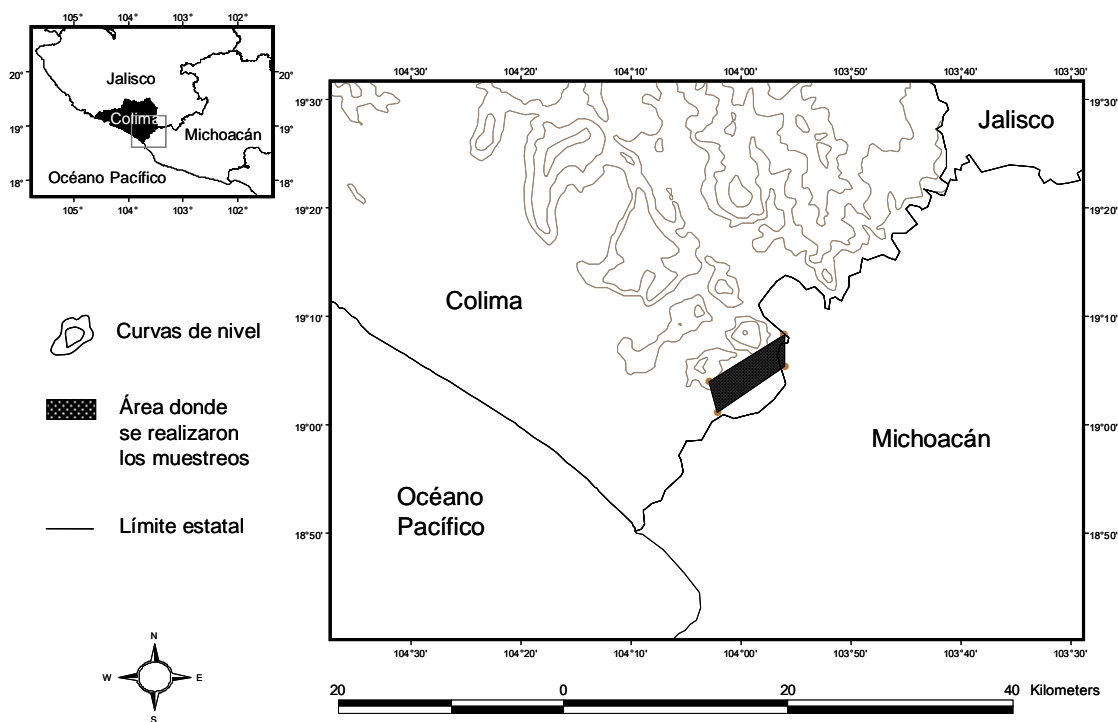 105° 104° 103° 102°
20° 20°
19° 19°
18° 18°
105° 104° 103° 102°
Jalisco
Colima
Michoacán
Océano Pacífico
Curvas de nivel
Área donde
se realizaron
los muestreos
Límite estatal
N
W E
S
104°30' 104°20' 104°10' 104°00' 103°50' 103°40' 103°30'
19°30' 19°30'
19°20' 19°20'
19°10' 19°10'
19°00' 19°00'
18°50' 18°50'
104°30' 104°20' 104°10' 104°00' 103°50' 103°40' 103°30'
Jalisco
Colima
Michoacán
Océano
Pacífico
20 0 20 40 Kilometers